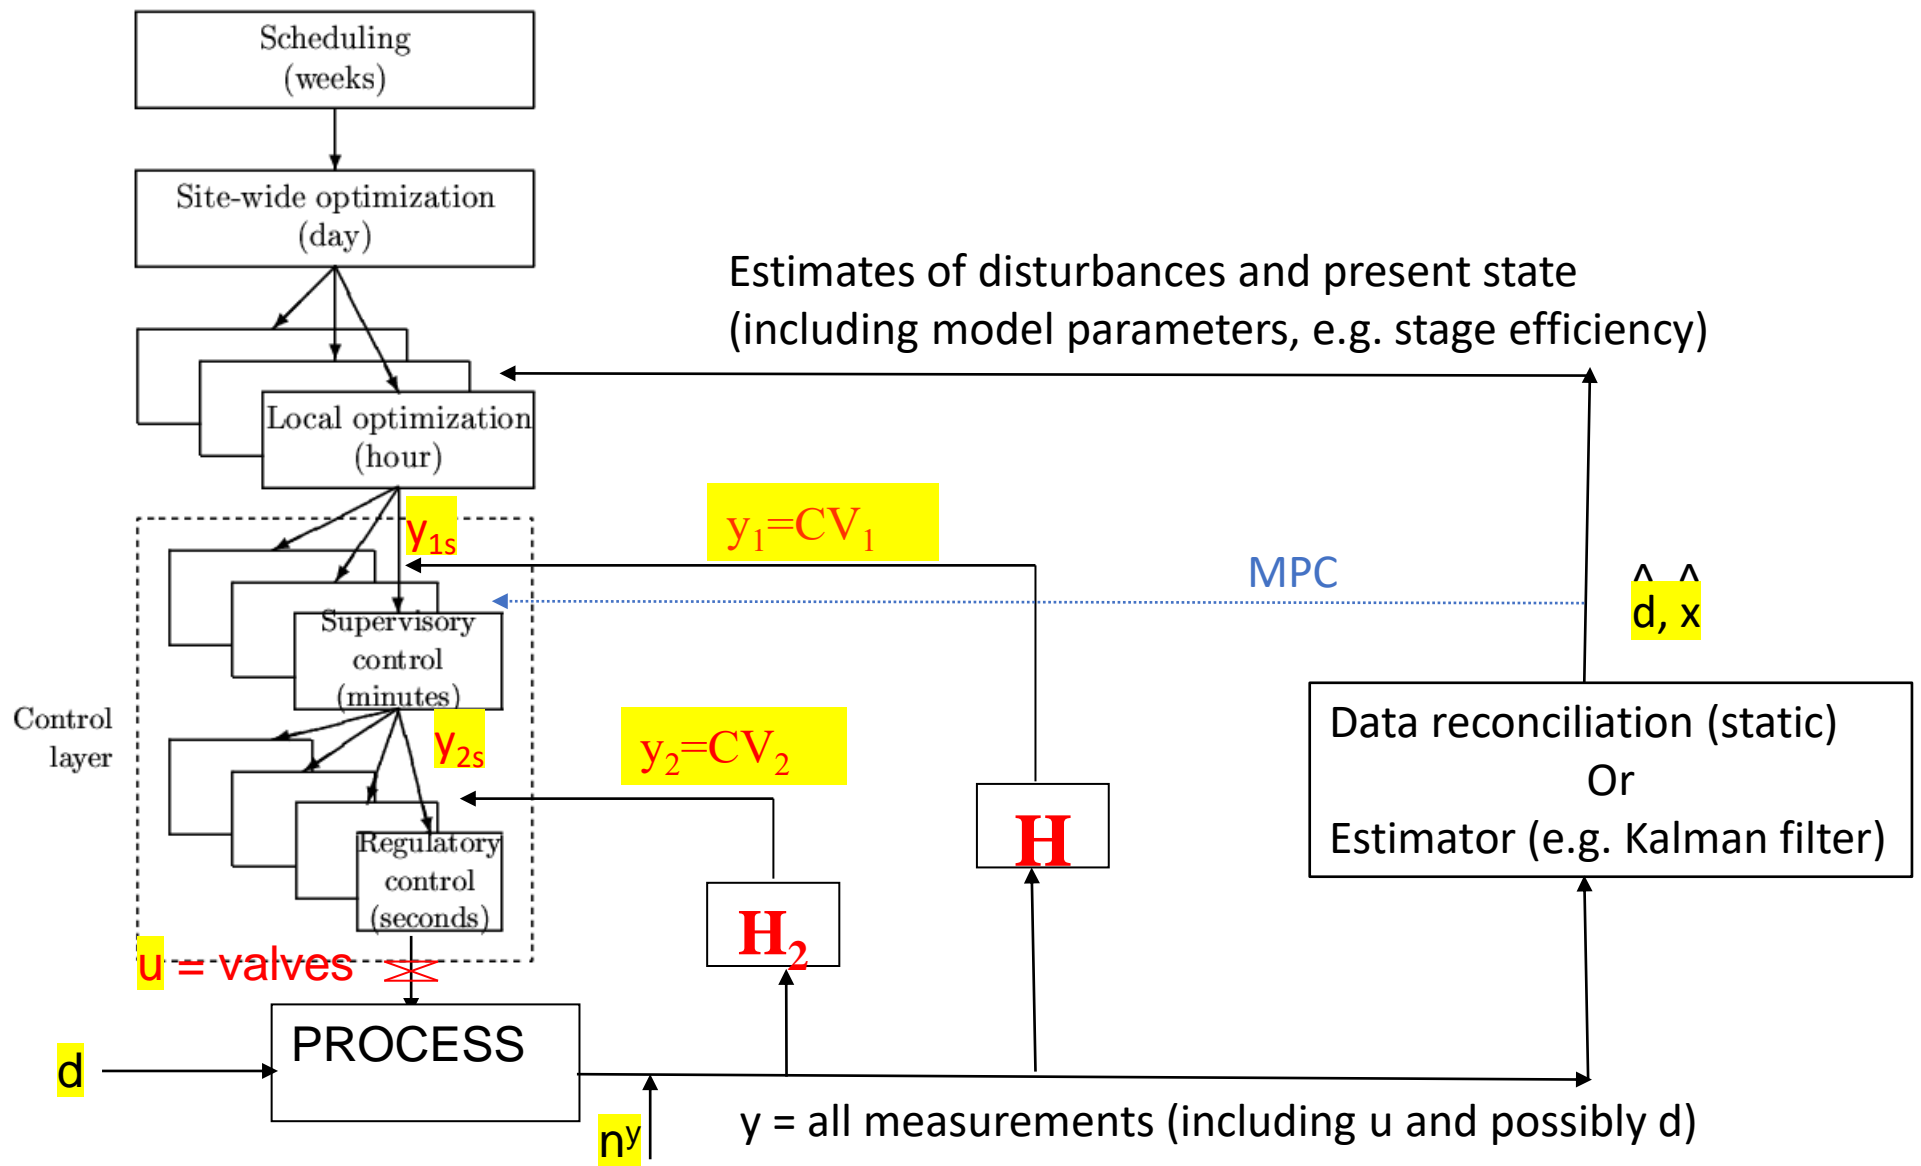 Scheduling
(weeks)
Site-wide optimization
(day)
Estimates of disturbances and present state
(including model parameters, e.g. stage efficiency)
Local optimization
(hour)
y1s
y1=CV1
MPC
^ ^
d, x
Supervisory
control
(minutes)
Control
layer
y2s
y2=CV2
Data reconciliation (static)
Or
Estimator (e.g. Kalman filter)
H
Regulatory
control
(seconds)
H2
u = valves
PROCESS
d
ny
y = all measurements (including u and possibly d)